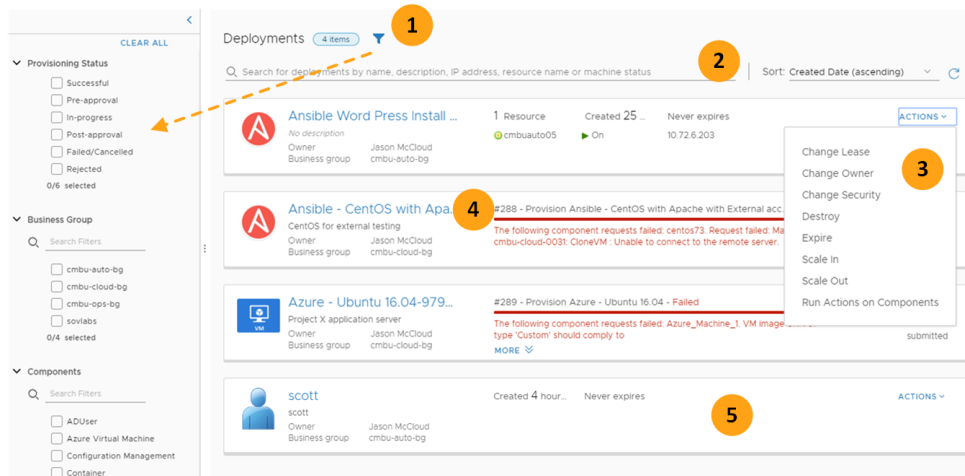 CLEAR ALL
Provisioning Status
Successful
Pre-approval
In-progress
Post-approval
Failed/Cancelled
Rejected
0/6 selected
Business Group
Search Filters
cmbu-auto-bg
cmbu-cloud-bg
cmbu-ops-bg
sovlabs
0/4 selected
Components
Search Filters
ADUser
Azure Virtual Machine
Configuration Management
Container
Deployments 4 items 1
Search for deployments by name, description, IP address, resource name or machine status 2 Sort: Created Date (ascending)
Ansible Word Press Install ... 1 Resource Created 25 ... Never expires ACTIONS
No description cmbuauto05 On 10.72.6.203
Owner Jason McCloud
Business group cmbu-auto-bg
Change Lease
Change Owner 3
Change Security
Destroy
Expire
Scale In
Scale Out
Run Actions on Components
Ansible - CentOS with Apa... 4 #288 - Provision Ansible - CentOS with Apache with External acc...
CentOS for external testing
Owner Jason McCloud
Business group cmbu-cloud-bg
The following component requests failed: centos73. Request failed: Ma
cmbu-cloud-0031: CloneVM : Unable to connect to the remote server.
VM
Azure - Ubuntu 16.04-979... #289 - Provision Azure - Ubuntu 16.04 - Failed
Project X application server
Owner Jason McCloud
Business group cmbu-cloud-bg
The following component requests failed: Azure_Machine_1. VM image
type 'Custom' should comply to submitted
MORE
scott Created 4 hour... Never expires ACTIONS
scott
Owner Jason McCloud
Business group cmbu-auto-bg
5